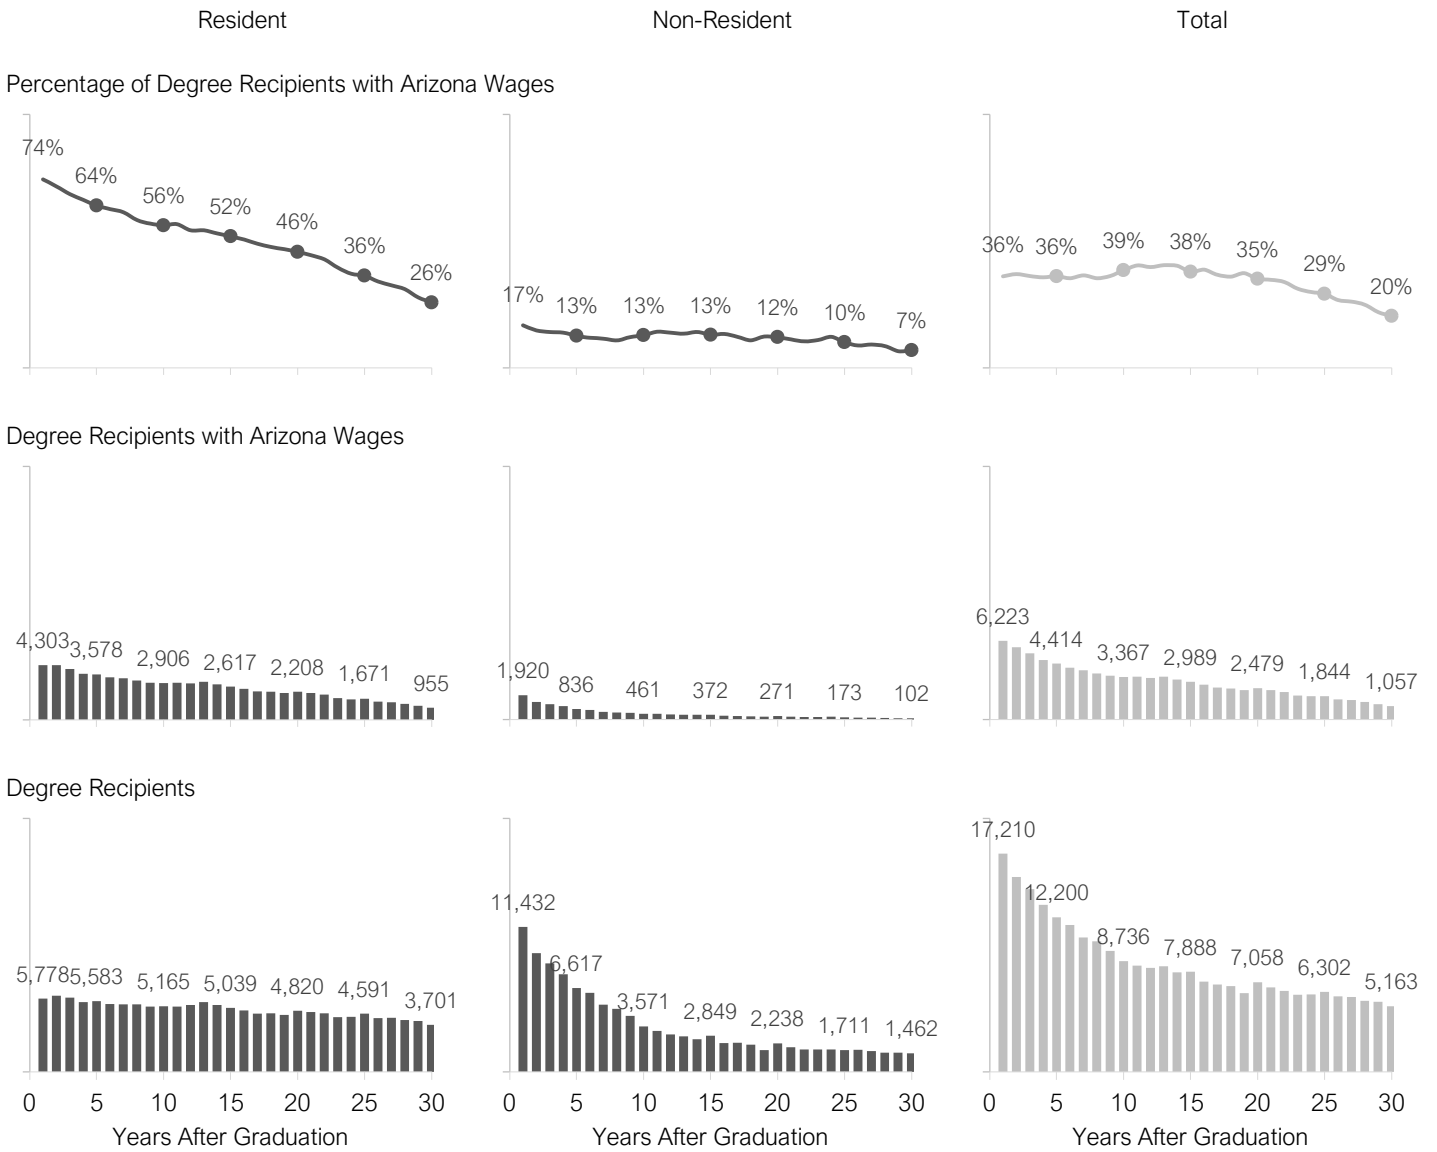 Resident Non-Resident Total
Percentage of Degree Recipients with Arizona Wages
74% 64% 56% 52% 46% 36% 26%
17% 13% 13% 13% 12% 10% 7%
36% 36% 39% 38% 35% 29% 20%
Degree Recipients with Arizona Wages
4,303 3,578 2,906 2,617 2,208 1,671 955
1,920 836 461 372 271 173 102
6,223 4,414 3,367 2,989 2,479 1,844 1,057
Degree Recipients
5,778 5,583 5,165 5,039 4,820 4,591 3,701
11,432 6,617 3,571 2,849 2,238 1,711 1,462
17,210 12,200 8,736 7,888 7,058 6,302 5,163
0 5 10 15 20 25 30 0 5 10 15 20 25 30 0 5 10 15 20 25 30
Years After Graduation Years After Graduation Years After Graduation